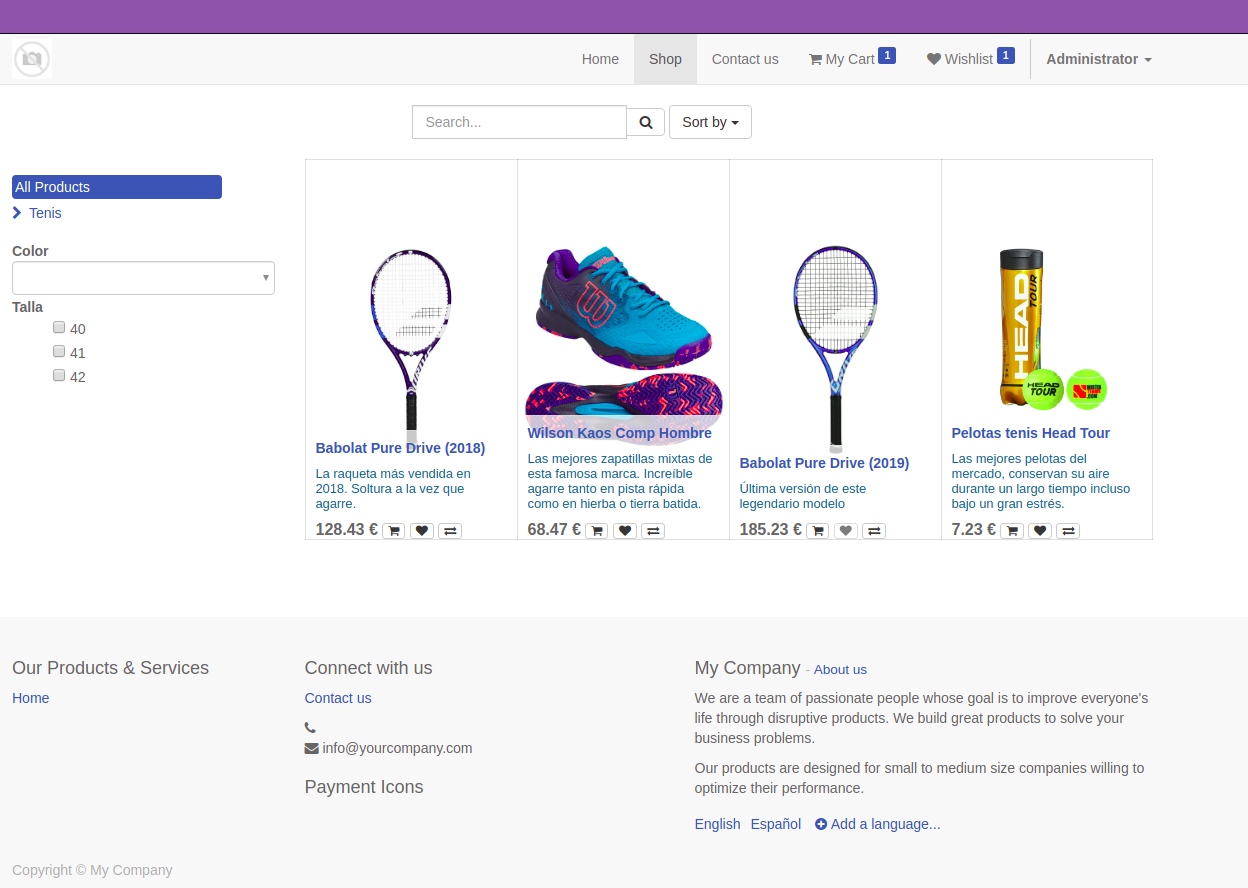 Home Shop Contact us My Cart 1 Wishlist 1 Administrator
Search... Sort by
All Products
Tenis
Color
Talla
40
41
42
Babolat Pure Drive (2018)
La raqueta más vendida en
2018. Soltura a la vez que
agarre.
128.43 €
Wilson
W
Wilson Kaos Comp Hombre
Las mejores zapatillas mixtas de
esta famosa marca. Increíble
agarre tanto en pista rápida
como en hierba o tierra batida.
68.47 €
Babolat Pure Drive (2019)
Última versión de este
legendario modelo
185.23 €
HEAD
TOUR
HEAD
TOUR
Pelotas tenis Head Tour
Las mejores pelotas del
mercado, conservan su aire
durante un largo tiempo incluso
bajo un gran estrés.
7.23 €
Our Products & Services
Home
Connect with us
Contact us
info@yourcompany.com
Payment Icons
My Company - About us
We are a team of passionate people whose goal is to improve everyone's
life through disruptive products. We build great products to solve your
business problems.
Our products are designed for small to medium size companies willing to
optimize their performance.
English Español Add a language...
Copyright © My Company